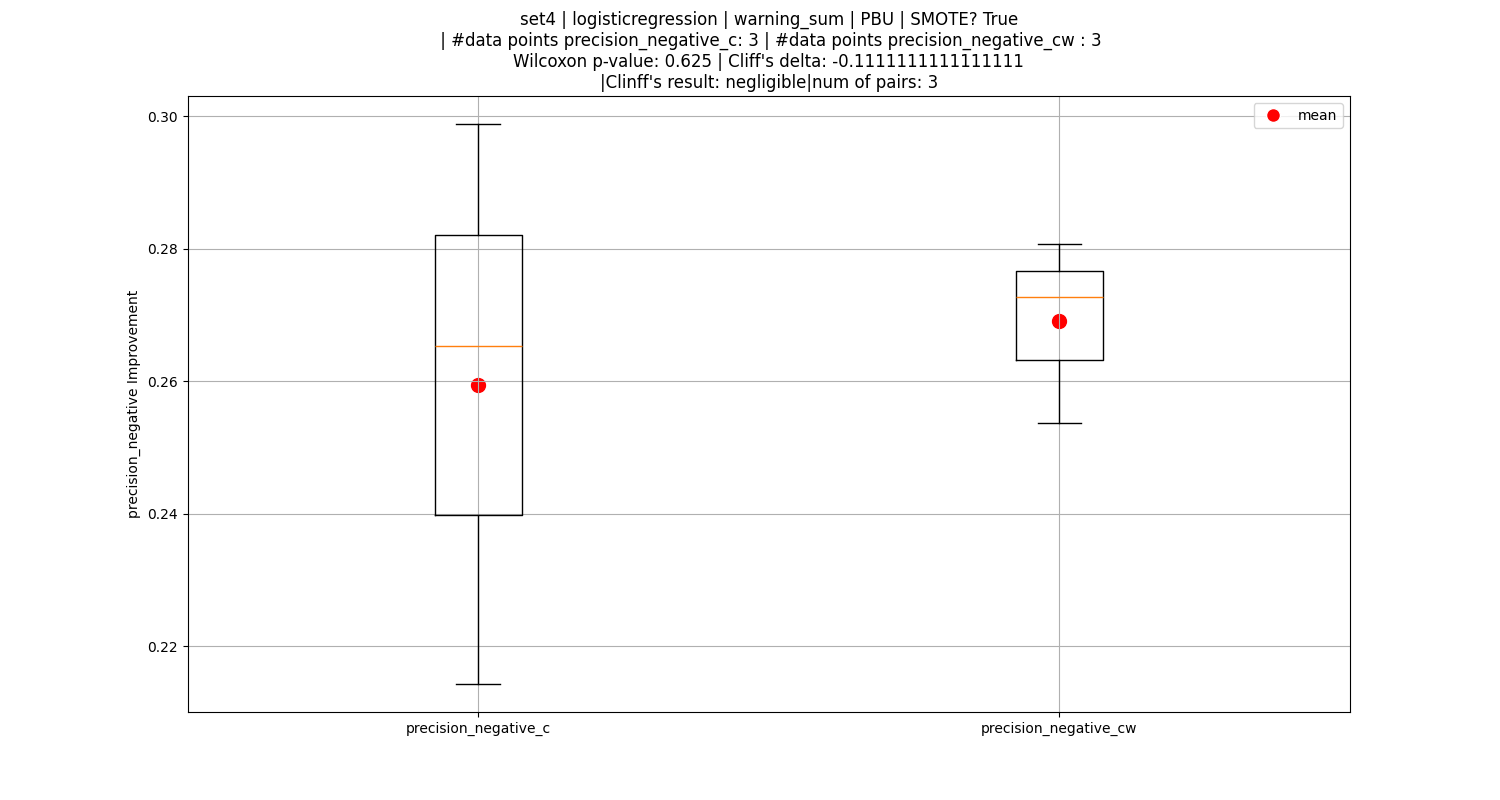 set4 | logisticregression | warning_sum | PBU | SMOTE? True
| #data points precision_negative_c: 3 | #data points precision_negative_cw : 3
Wilcoxon p-value: 0.625 | Cliff's delta: -0.1111111111111111
|Clinff's result: negligible|num of pairs: 3
mean
precision_negative Improvement
0.30
0.28
0.26
0.24
0.22
precision_negative_c
precision_negative_cw